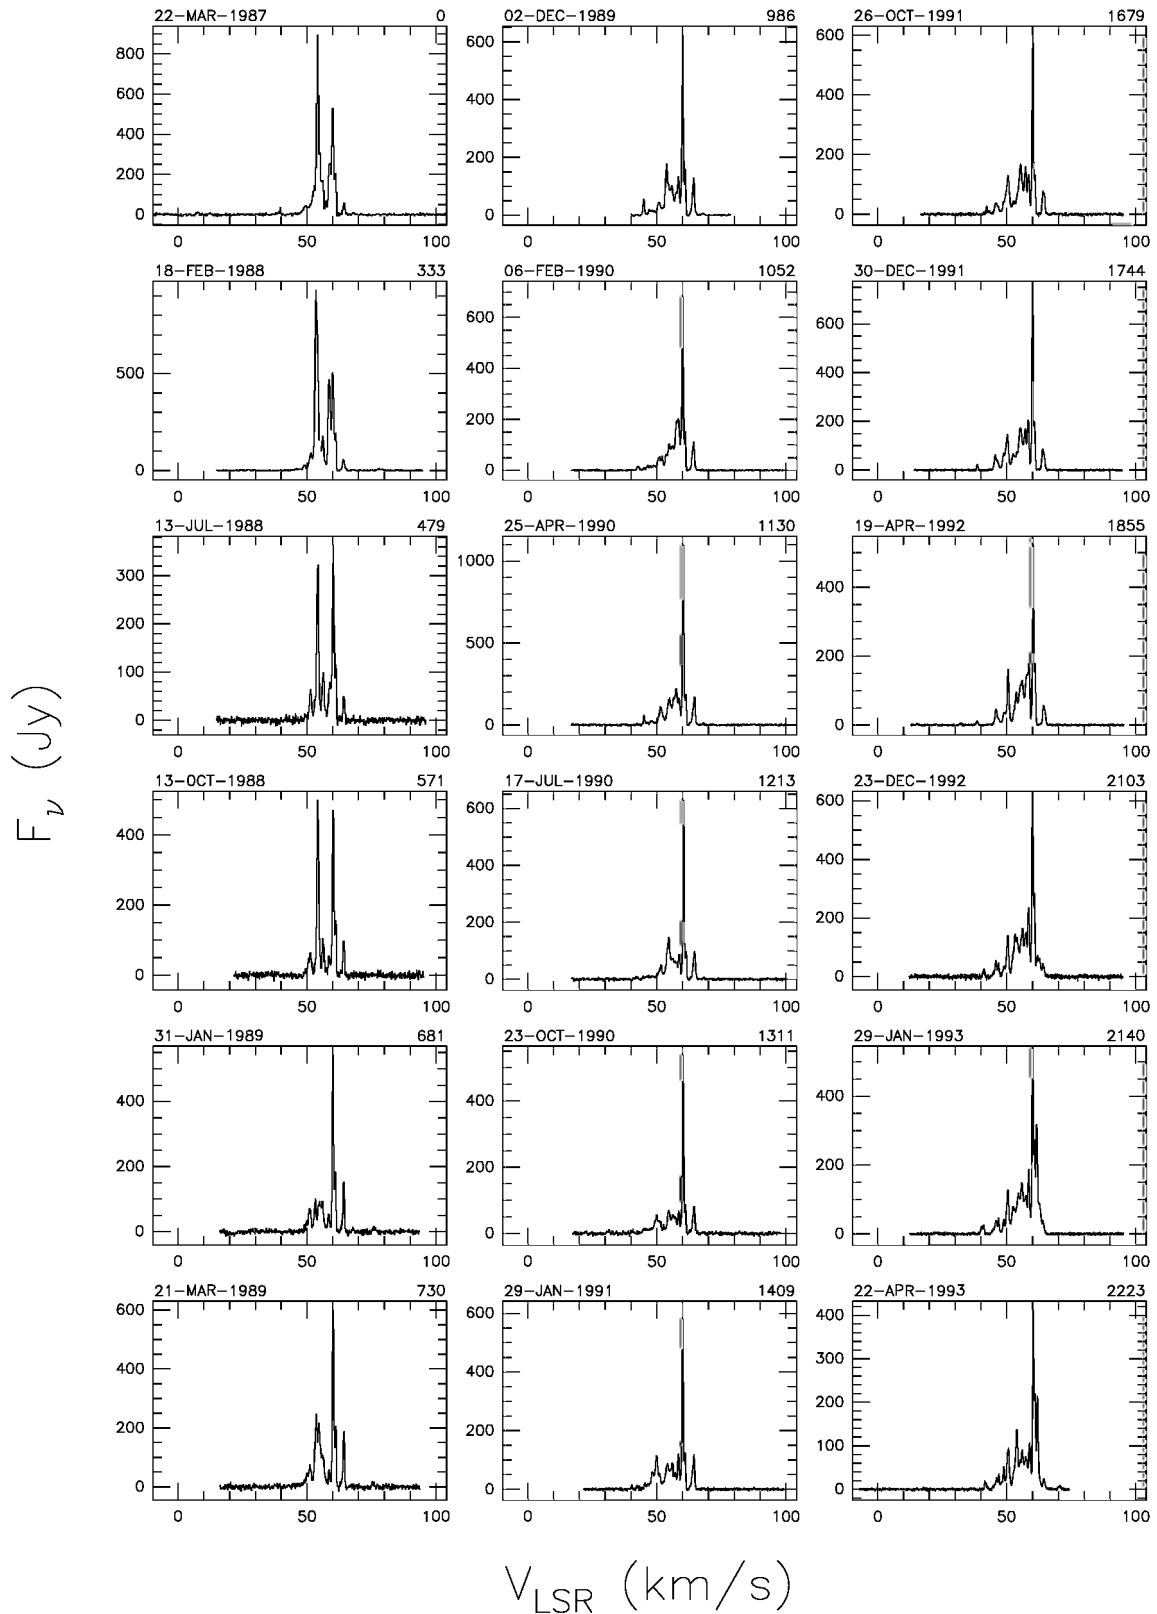 22-MAR-1987 0
800
600
400
200
0
0 50 100
02-DEC-1989 986
600
400
200
0
0 50 100
26-OCT-1991 1679
600
400
200
0
0 50 100
18-FEB-1988 333
500
0
0 50 100
06-FEB-1990 1052
600
400
200
0
0 50 100
30-DEC-1991 1744
600
400
200
0
0 50 100
13-JUL-1988 479
300
200
100
0
0 50 100
25-APR-1990 1130
1000
500
0
0 50 100
19-APR-1992 1855
400
200
0
0 50 100
13-OCT-1988 571
400
200
0
0 50 100
17-JUL-1990 1213
600
400
200
0
0 50 100
23-DEC-1992 2103
600
400
200
0
0 50 100
31-JAN-1989 681
400
200
0
0 50 100
23-OCT-1990 1311
400
200
0
0 50 100
29-JAN-1993 2140
400
200
0
0 50 100
21-MAR-1989 730
600
400
200
0
0 50 100
29-JAN-1991 1409
600
400
200
0
0 50 100
22-APR-1993 2223
400
300
200
100
0
0 50 100
Fν (Jy)
VLSR (km/s)